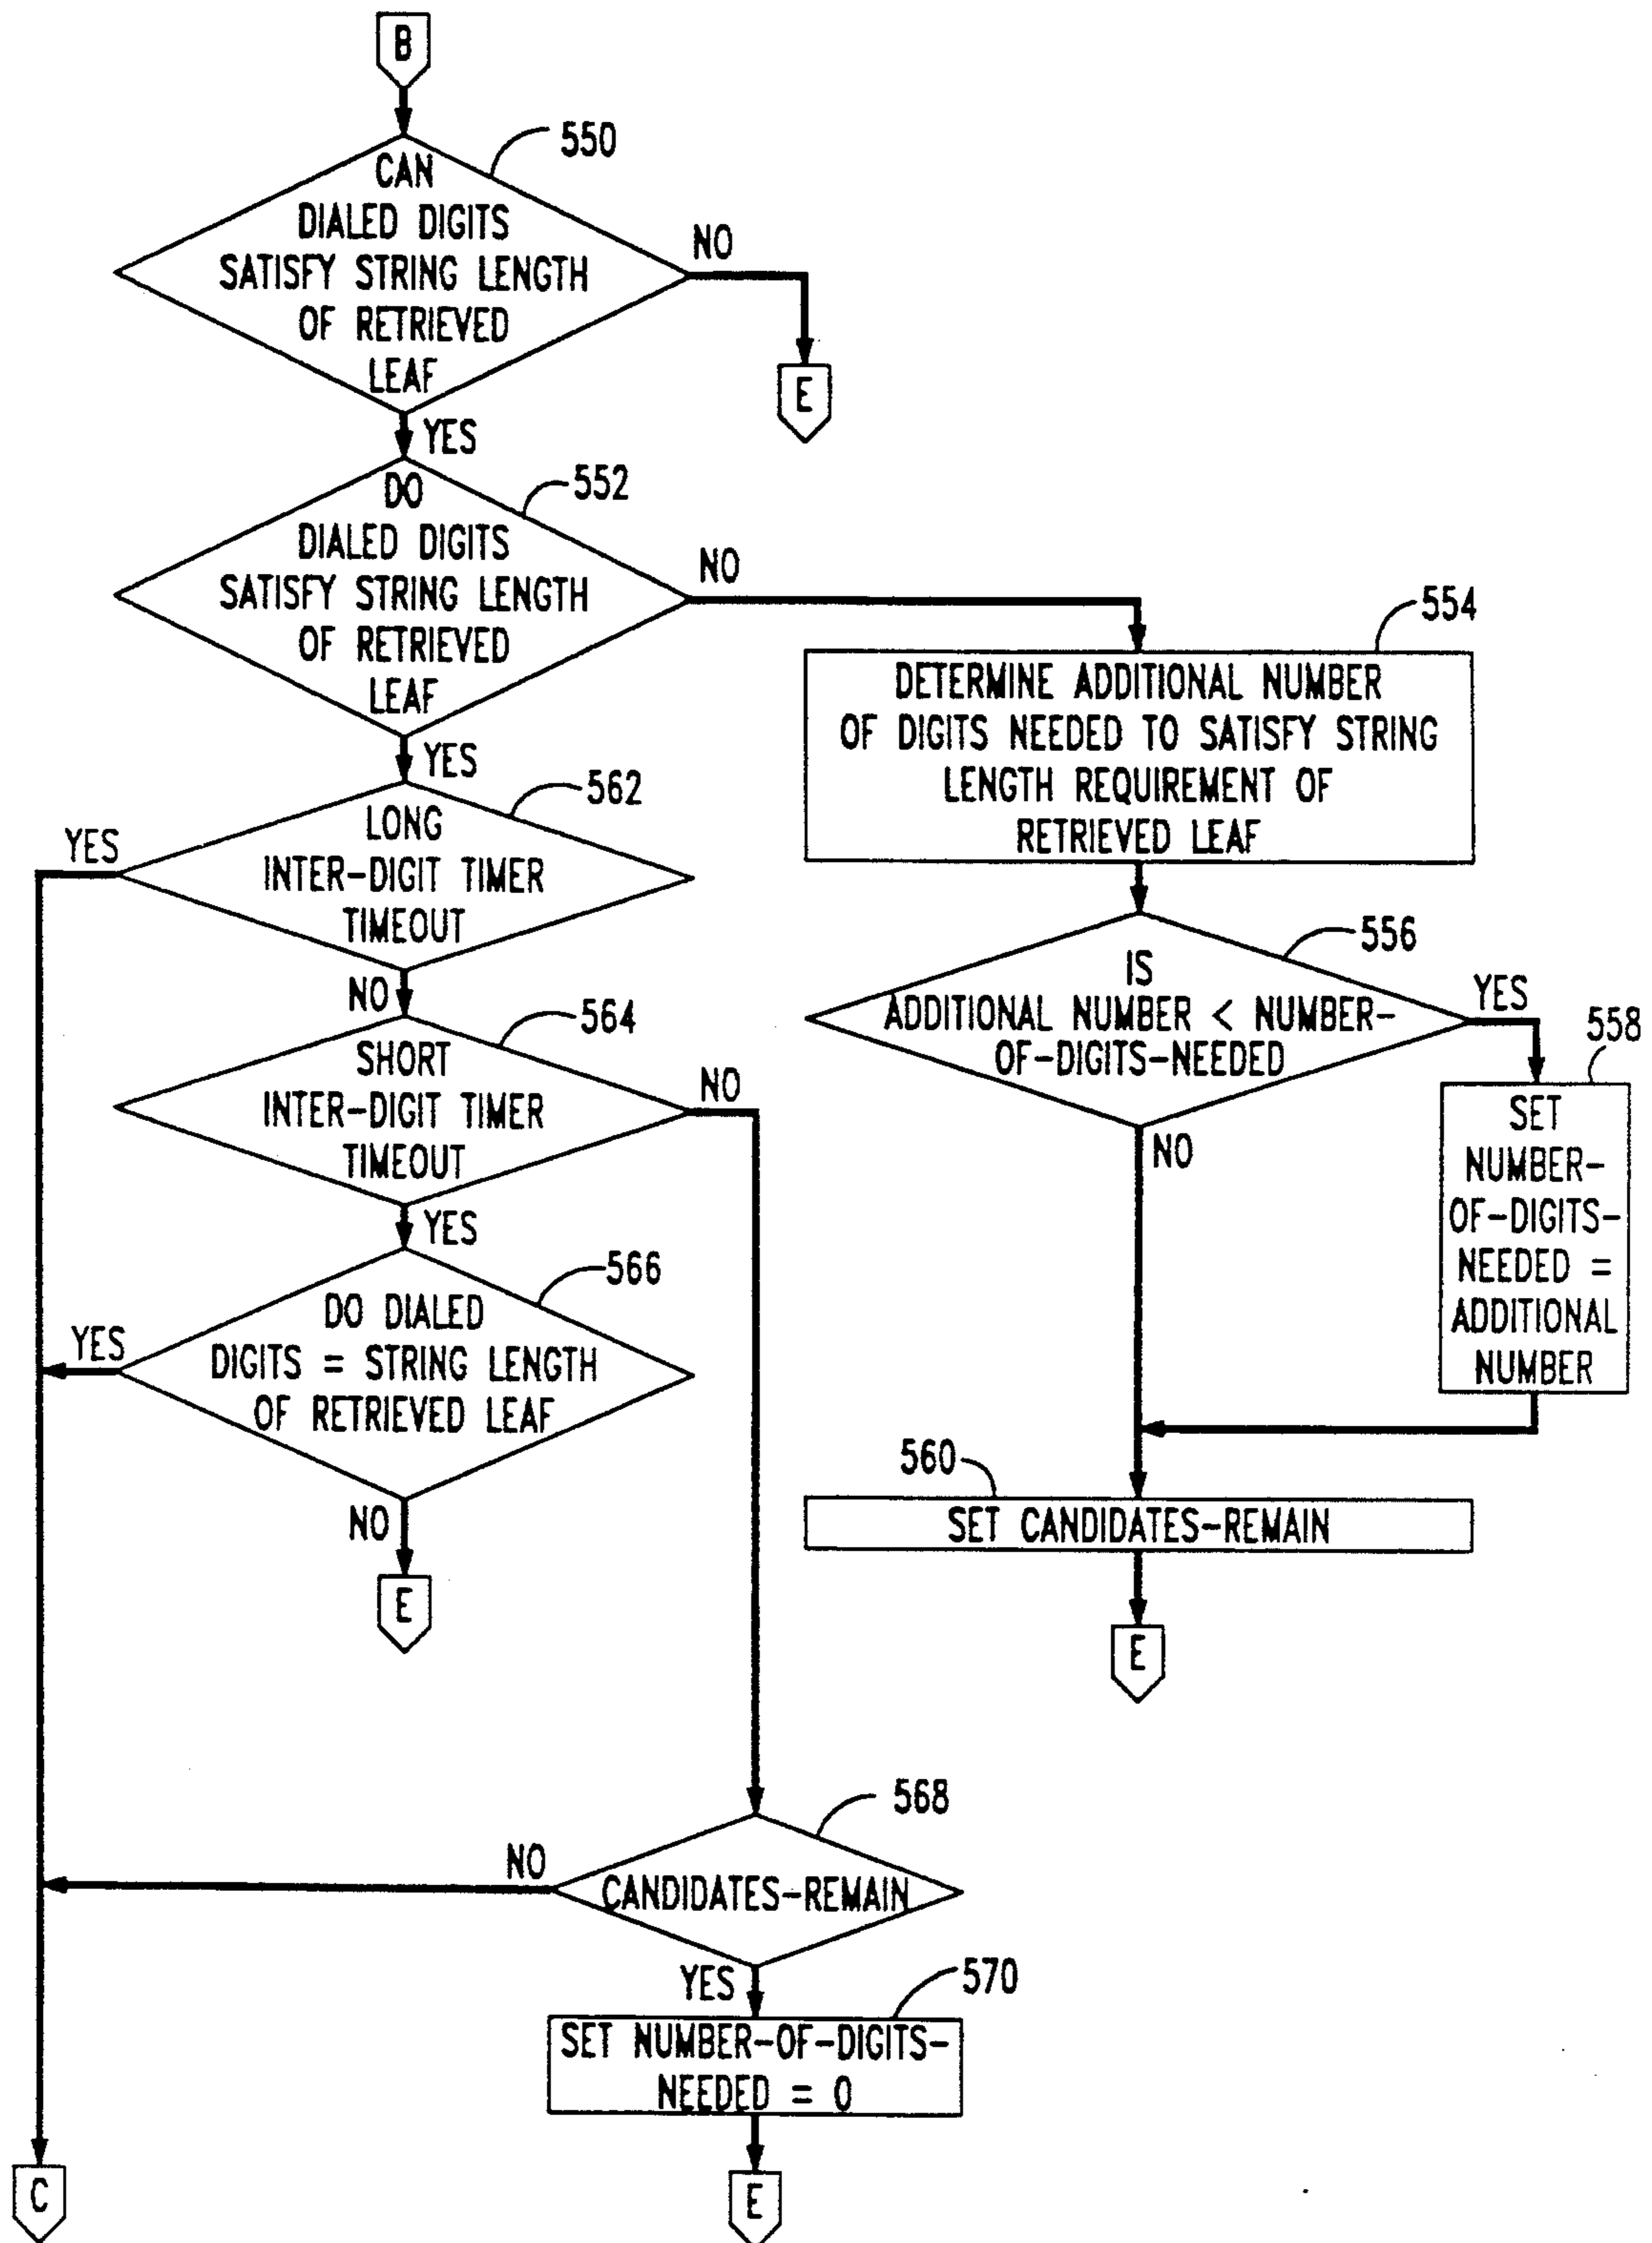 B
550
CAN
DIALED DIGITS
SATISFY STRING LENGTH
OF RETRIEVED
LEAF
NO
E
YES
552
DO
DIALED DIGITS
SATISFY STRING LENGTH
OF RETRIEVED
LEAF
NO
554
DETERMINE ADDITIONAL NUMBER
OF DIGITS NEEDED TO SATISFY STRING
LENGTH REQUIREMENT OF
RETRIEVED LEAF
YES
562
LONG
INTER-DIGIT TIMER
TIMEOUT
YES
NO
556
IS
ADDITIONAL NUMBER < NUMBER-
OF-DIGITS-NEEDED
YES
NO
558
SET
NUMBER-
OF-DIGITS-
NEEDED =
ADDITIONAL
NUMBER
564
SHORT
INTER-DIGIT TIMER
TIMEOUT
NO
YES
566
DO DIALED
DIGITS = STRING LENGTH
OF RETRIEVED LEAF
YES
NO
E
560
SET CANDIDATES-REMAIN
E
568
CANDIDATES-REMAIN
NO
YES
570
SET NUMBER-OF-DIGITS-
NEEDED = 0
C
E